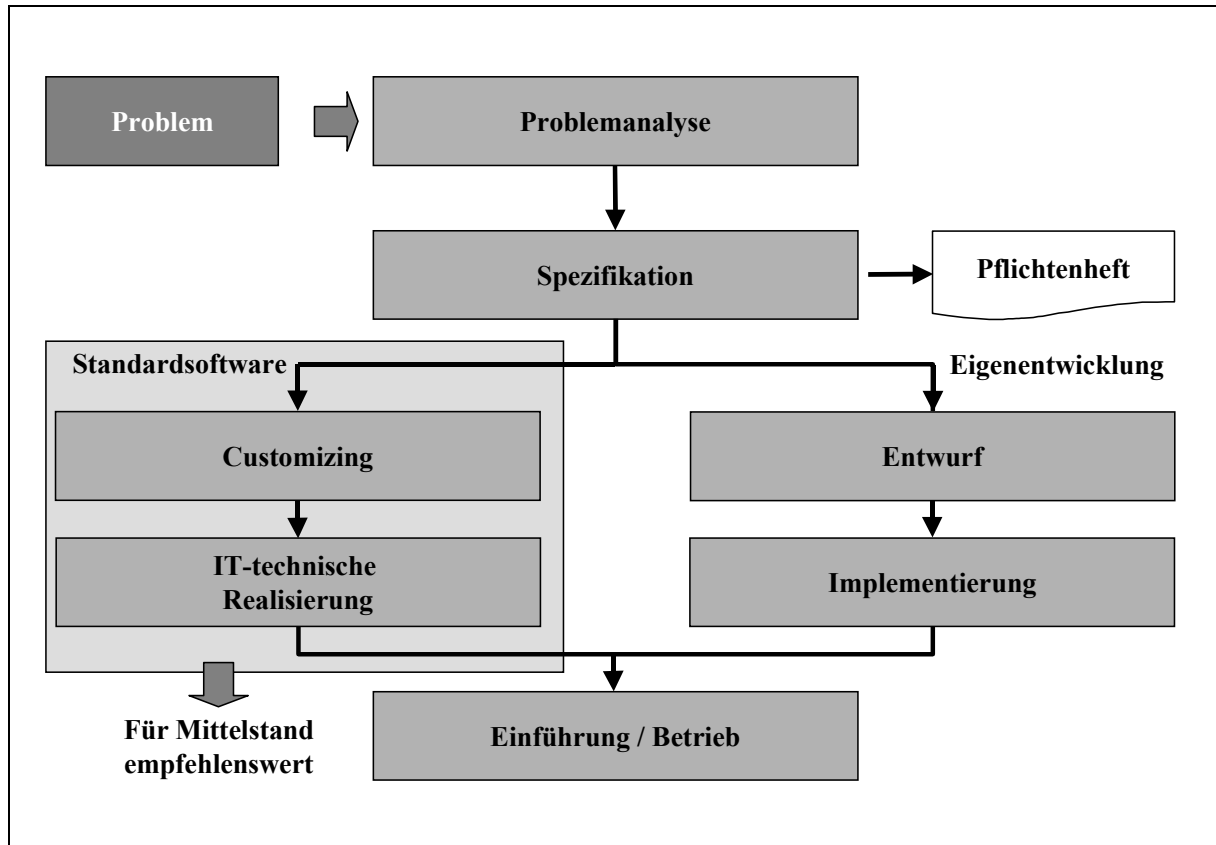 Problem
Problemanalyse
Spezifikation
Pflichtenheft
Standardsoftware
Eigenentwicklung
Customizing
Entwurf
IT-technische
Realisierung
Implementierung
Für Mittelstand
empfehlenswert
Einführung / Betrieb